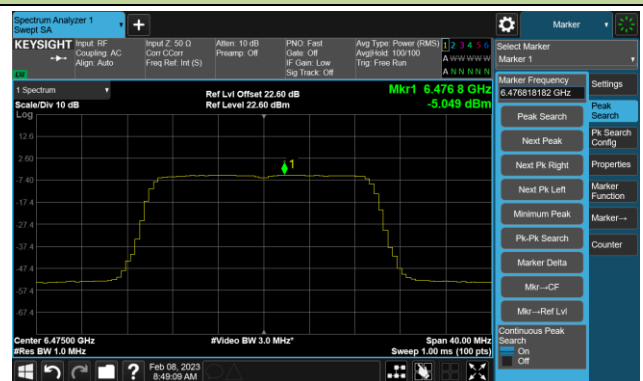 Spectrum Analyzer 1
Swept SA
Marker
KEYSIGHT
Input: RF
Coupling: AC
Align: Auto
Input Z: 50 Ω
Corr CCorr
Freq Ref: Int (S)
Atten: 10 dB
Preamp: Off
PNO: Fast
Gate: Off
IF Gain: Low
Sig Track: Off
Avg Type: Power (RMS)
Avg|Hold: 100/100
Trig: Free Run
1 2 3 4 5 6
A W W W W W
A N N N N N
LW
Select Marker
Marker 1
1 Spectrum
Scale/Div 10 dB
Log
Ref Lvl Offset 22.60 dB
Ref Level 22.60 dBm
Mkr1 6.476 8 GHz
-5.049 dBm
12.6
2.60
-7.40
-17.4
-27.4
-37.4
-47.4
-57.4
-67.4
1
Center 6.47500 GHz
#Res BW 1.0 MHz
#Video BW 3.0 MHz*
Span 40.00 MHz
Sweep 1.00 ms (100 pts)
Marker Frequency
6.476818182 GHz
Peak Search
Next Peak
Next Pk Right
Next Pk Left
Minimum Peak
Pk-Pk Search
Marker Delta
Mkr→CF
Mkr→Ref Lvl
Continuous Peak
Search
On
Off
Settings
Peak
Search
Pk Search
Config
Properties
Marker
Function
Marker→
Counter
Feb 08, 2023
8:49:09 AM